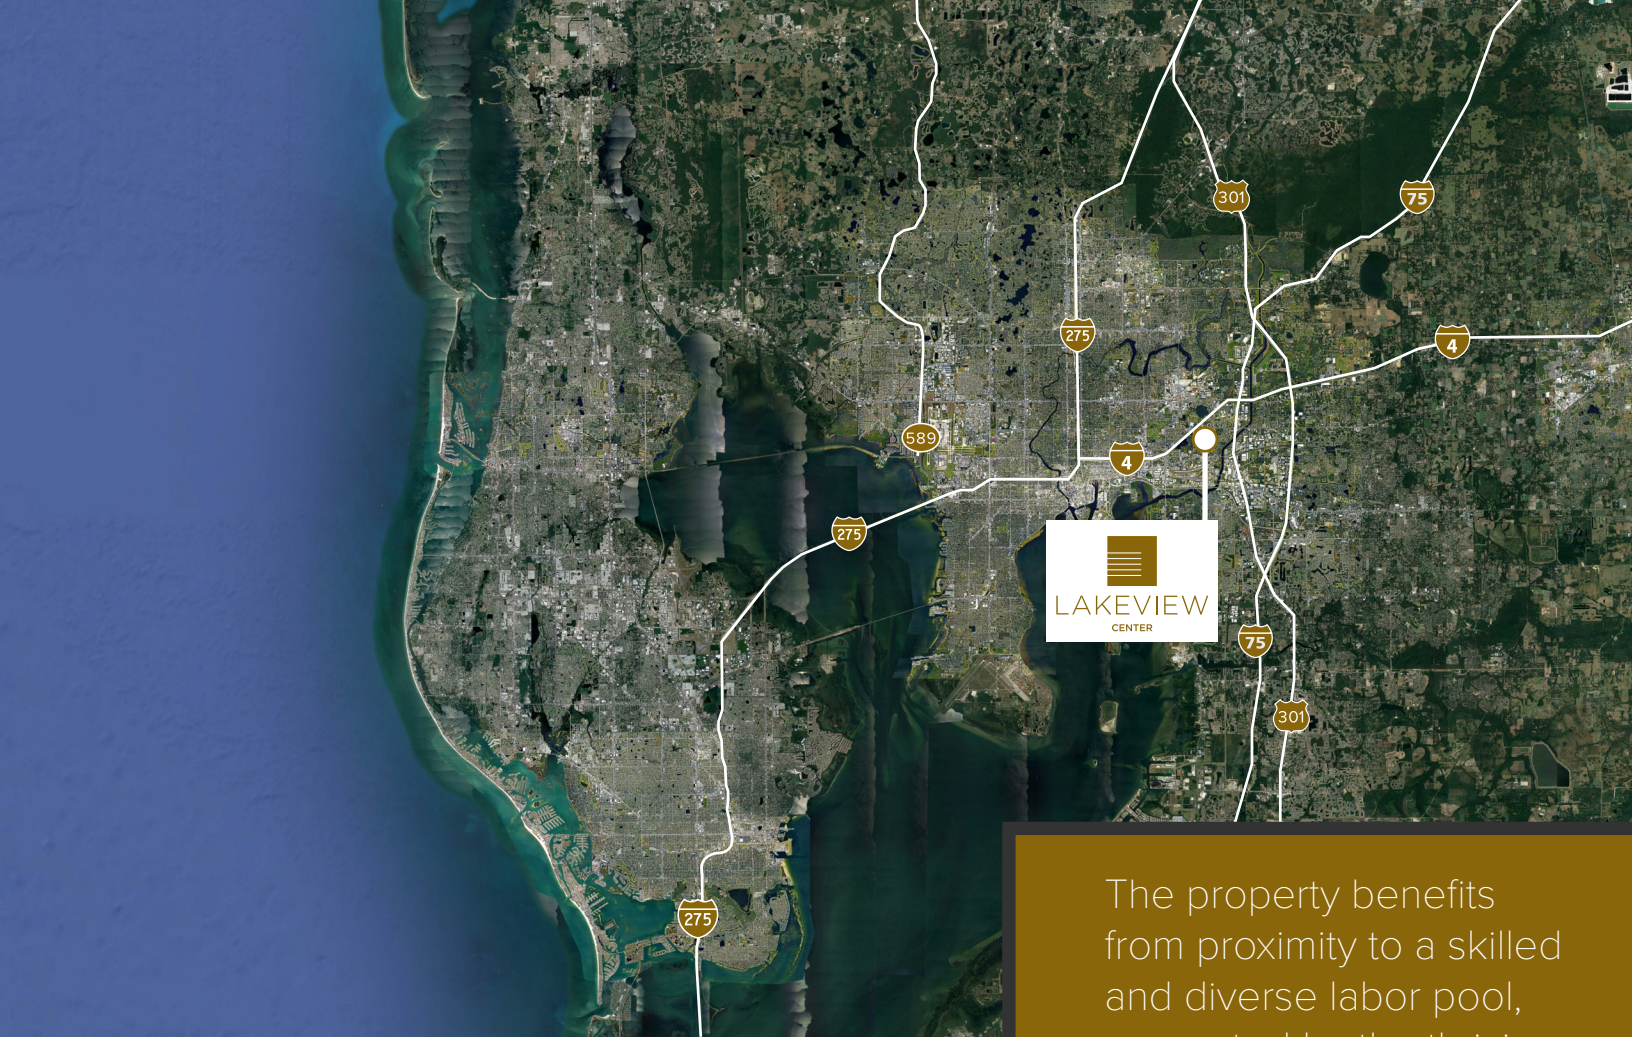 301
75
275
4
589
4
275
LAKEVIEW
CENTER
75
301
275
The property benefits
from proximity to a skilled
and diverse labor pool,